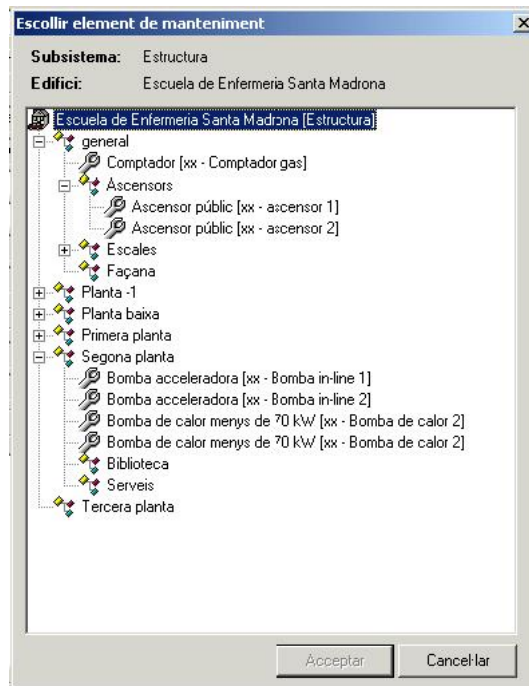 Escollir element de manteniment
Subsistema: Estructura
Edifici: Escuela de Enfermeria Santa Madrona
Escuela de Enfermeria Santa Madrona [Estructura]
general
Comptador [xx - Comptador gas]
Ascensors
Ascensor públic [xx - ascensor 1]
Ascensor públic [xx - ascensor 2]
Escales
Façana
Planta -1
Planta baixa
Primera planta
Segona planta
Bomba acceleradora [xx - Bomba in-line 1]
Bomba acceleradora [xx - Bomba in-line 2]
Bomba de calor menys de 70 kW [xx - Bomba de calor 2]
Bomba de calor menys de 70 kW [xx - Bomba de calor 2]
Biblioteca
Serveis
Tercera planta
Acceptar Cancel·lar